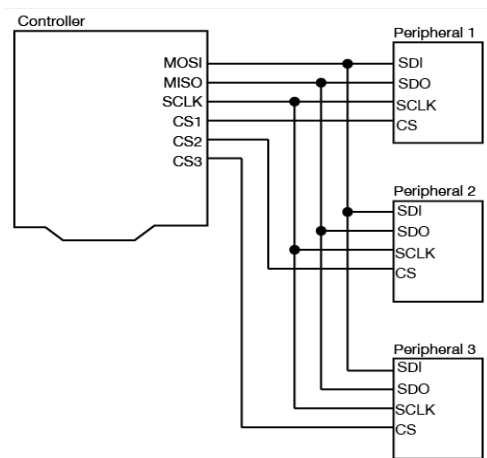 Controller
MOSI
MISO
SCLK
CS1
CS2
CS3
Peripheral 1
SDI
SDO
SCLK
CS
Peripheral 2
SDI
SDO
SCLK
CS
Peripheral 3
SDI
SDO
SCLK
CS